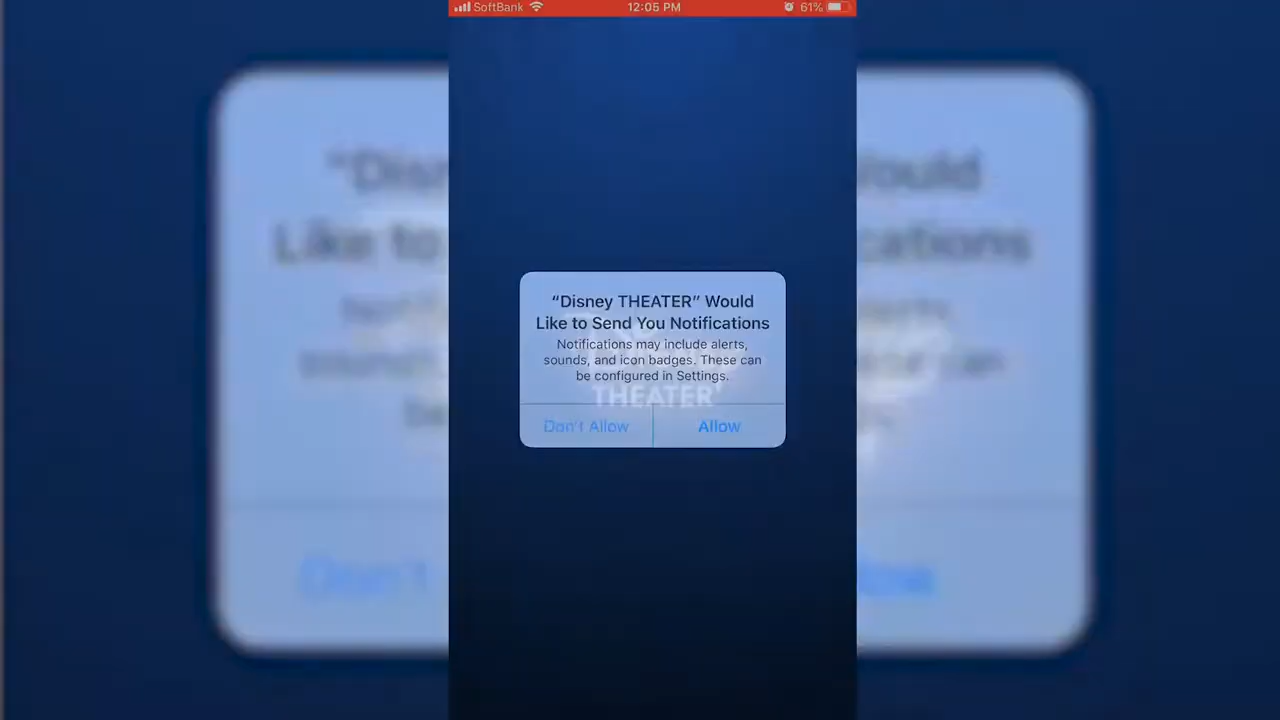 SoftBank 12:05 PM 61%
“Disney THEATER” Would
Like to Send You Notifications
Notifications may include alerts,
sounds, and icon badges. These can
be configured in Settings.
THEATER
Don't Allow Allow